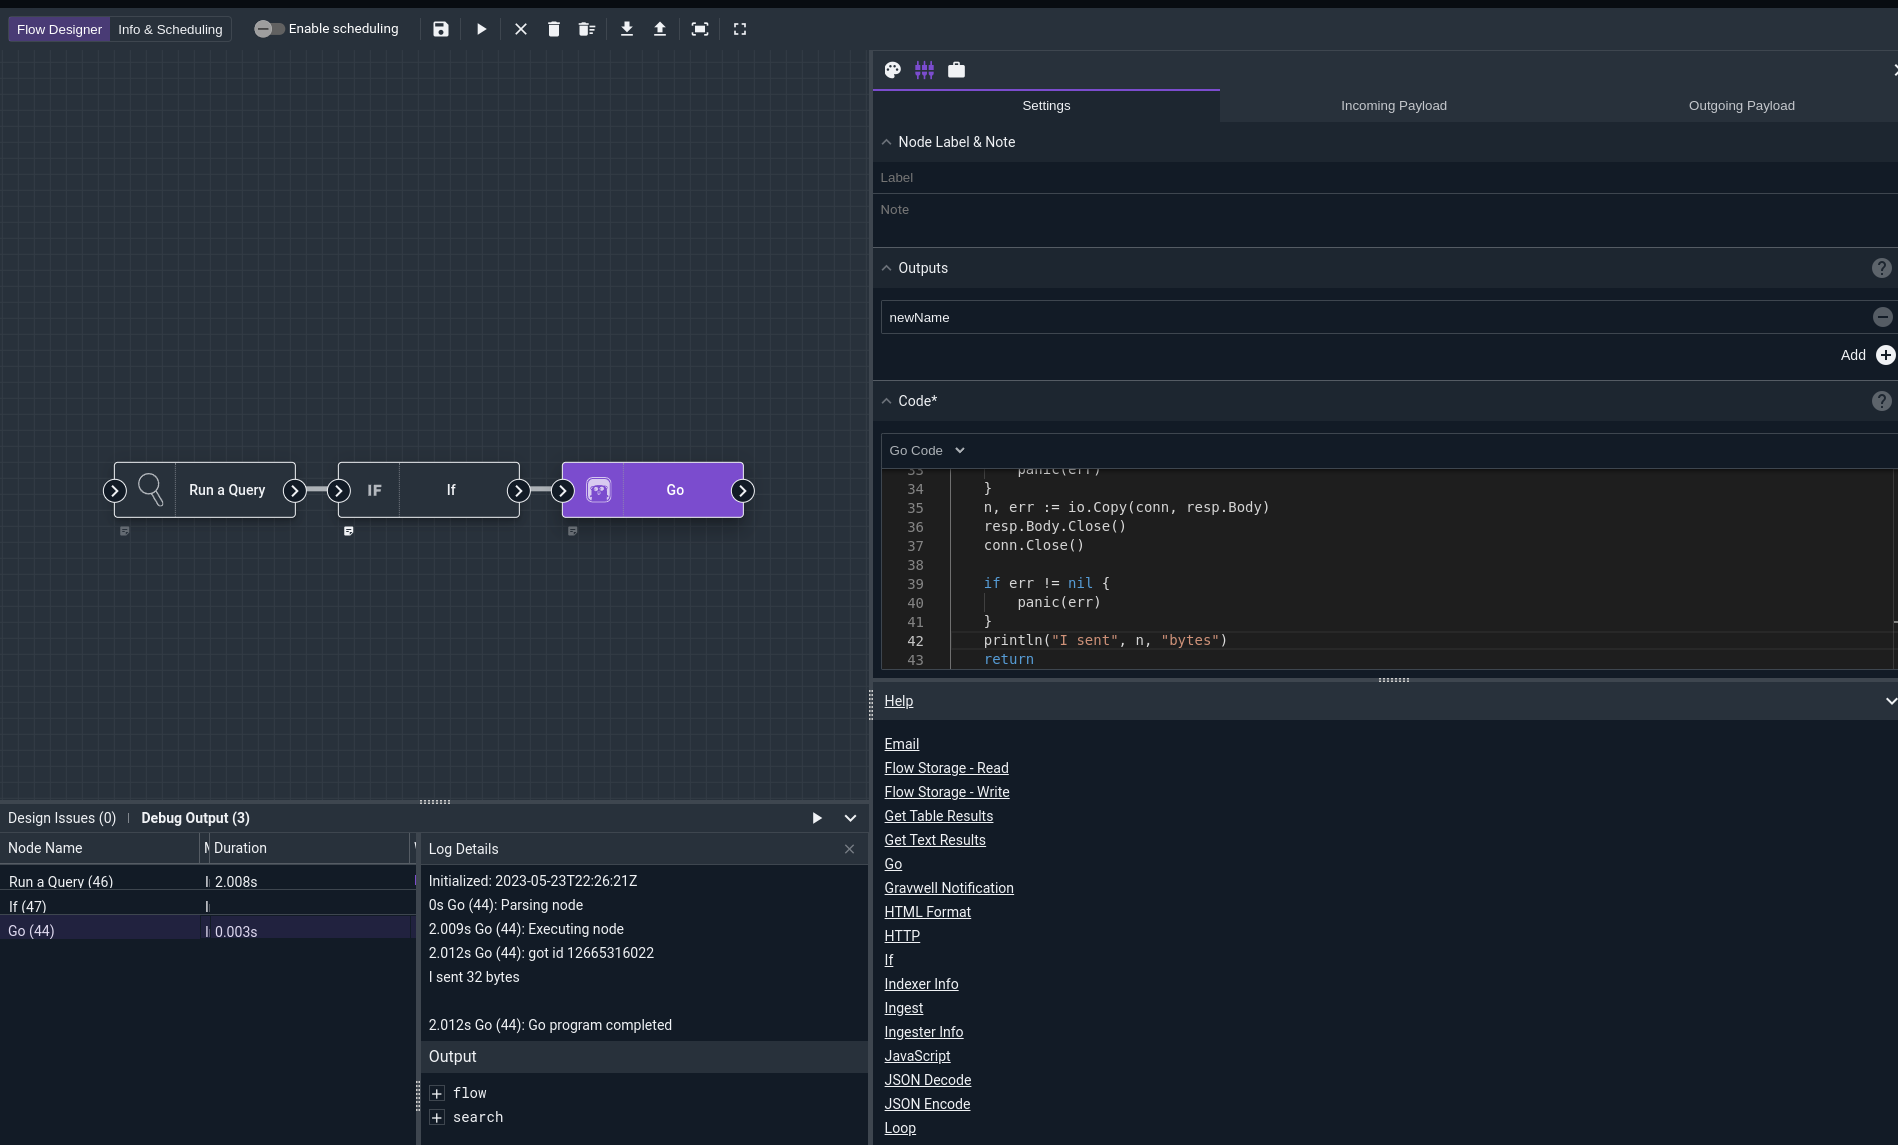 Flow Designer
Info & Scheduling
Enable scheduling
Run a Query
IF
If
Go
Design Issues (0)
Debug Output (3)
Node Name
Duration
Run a Query (46)
2.008s
If (47)
Go (44)
0.003s
Log Details
Initialized: 2023-05-23T22:26:21Z
0s Go (44): Parsing node
2.009s Go (44): Executing node
2.012s Go (44): got id 12665316022
I sent 32 bytes
2.012s Go (44): Go program completed
Output
flow
search
Settings
Incoming Payload
Outgoing Payload
Node Label & Note
Label
Note
Outputs
?
newName
Add
Code*
?
Go Code
33 panic(err)
34 }
35 n, err := io.Copy(conn, resp.Body)
36 resp.Body.Close()
37 conn.Close()
38
39 if err != nil {
40 panic(err)
41 }
42 println("I sent", n, "bytes")
43 return
Help
Email
Flow Storage - Read
Flow Storage - Write
Get Table Results
Get Text Results
Go
Gravwell Notification
HTML Format
HTTP
If
Indexer Info
Ingest
Ingester Info
JavaScript
JSON Decode
JSON Encode
Loop